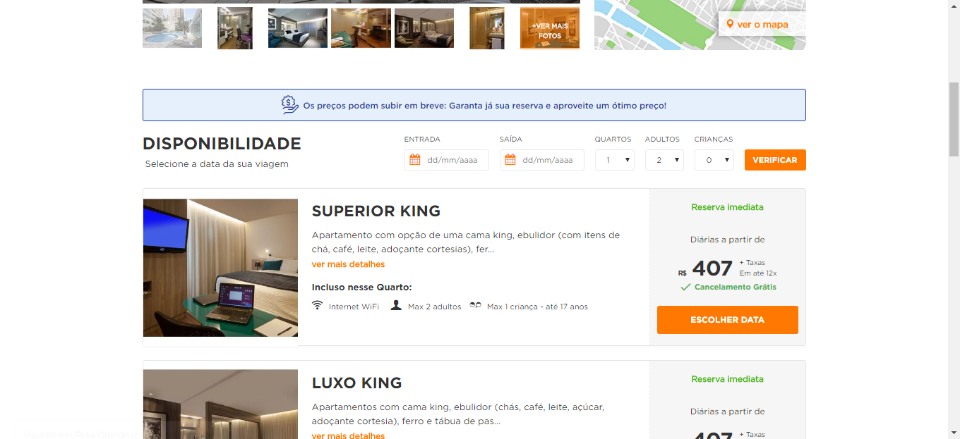 +VER MAIS
FOTOS
ver o mapa
Os preços podem subir em breve: Garanta já sua reserva e aproveite um ótimo preço!
DISPONIBILIDADE
Selecione a data da sua viagem
ENTRADA
SAÍDA
QUARTOS
ADULTOS
CRIANÇAS
dd/mm/aaaa
dd/mm/aaaa
1
2
0
VERIFICAR
SUPERIOR KING
Apartamento com opção de uma cama king, ebulidor (com itens de
chá, café, leite, adoçante cortesias), fer...
ver mais detalhes
Incluso nesse Quarto:
Internet WiFi
Max 2 adultos
Max 1 criança - até 17 anos
Reserva imediata
Diárias a partir de
R$ 407
+ Taxas
Em até 12x
Cancelamento Grátis
ESCOLHER DATA
LUXO KING
Apartamentos com cama king, ebulidor (chás, café, leite, açúcar,
adoçante cortesia), ferro e tábua de pas...
ver mais detalhes
Reserva imediata
Diárias a partir de
407
+ Taxas